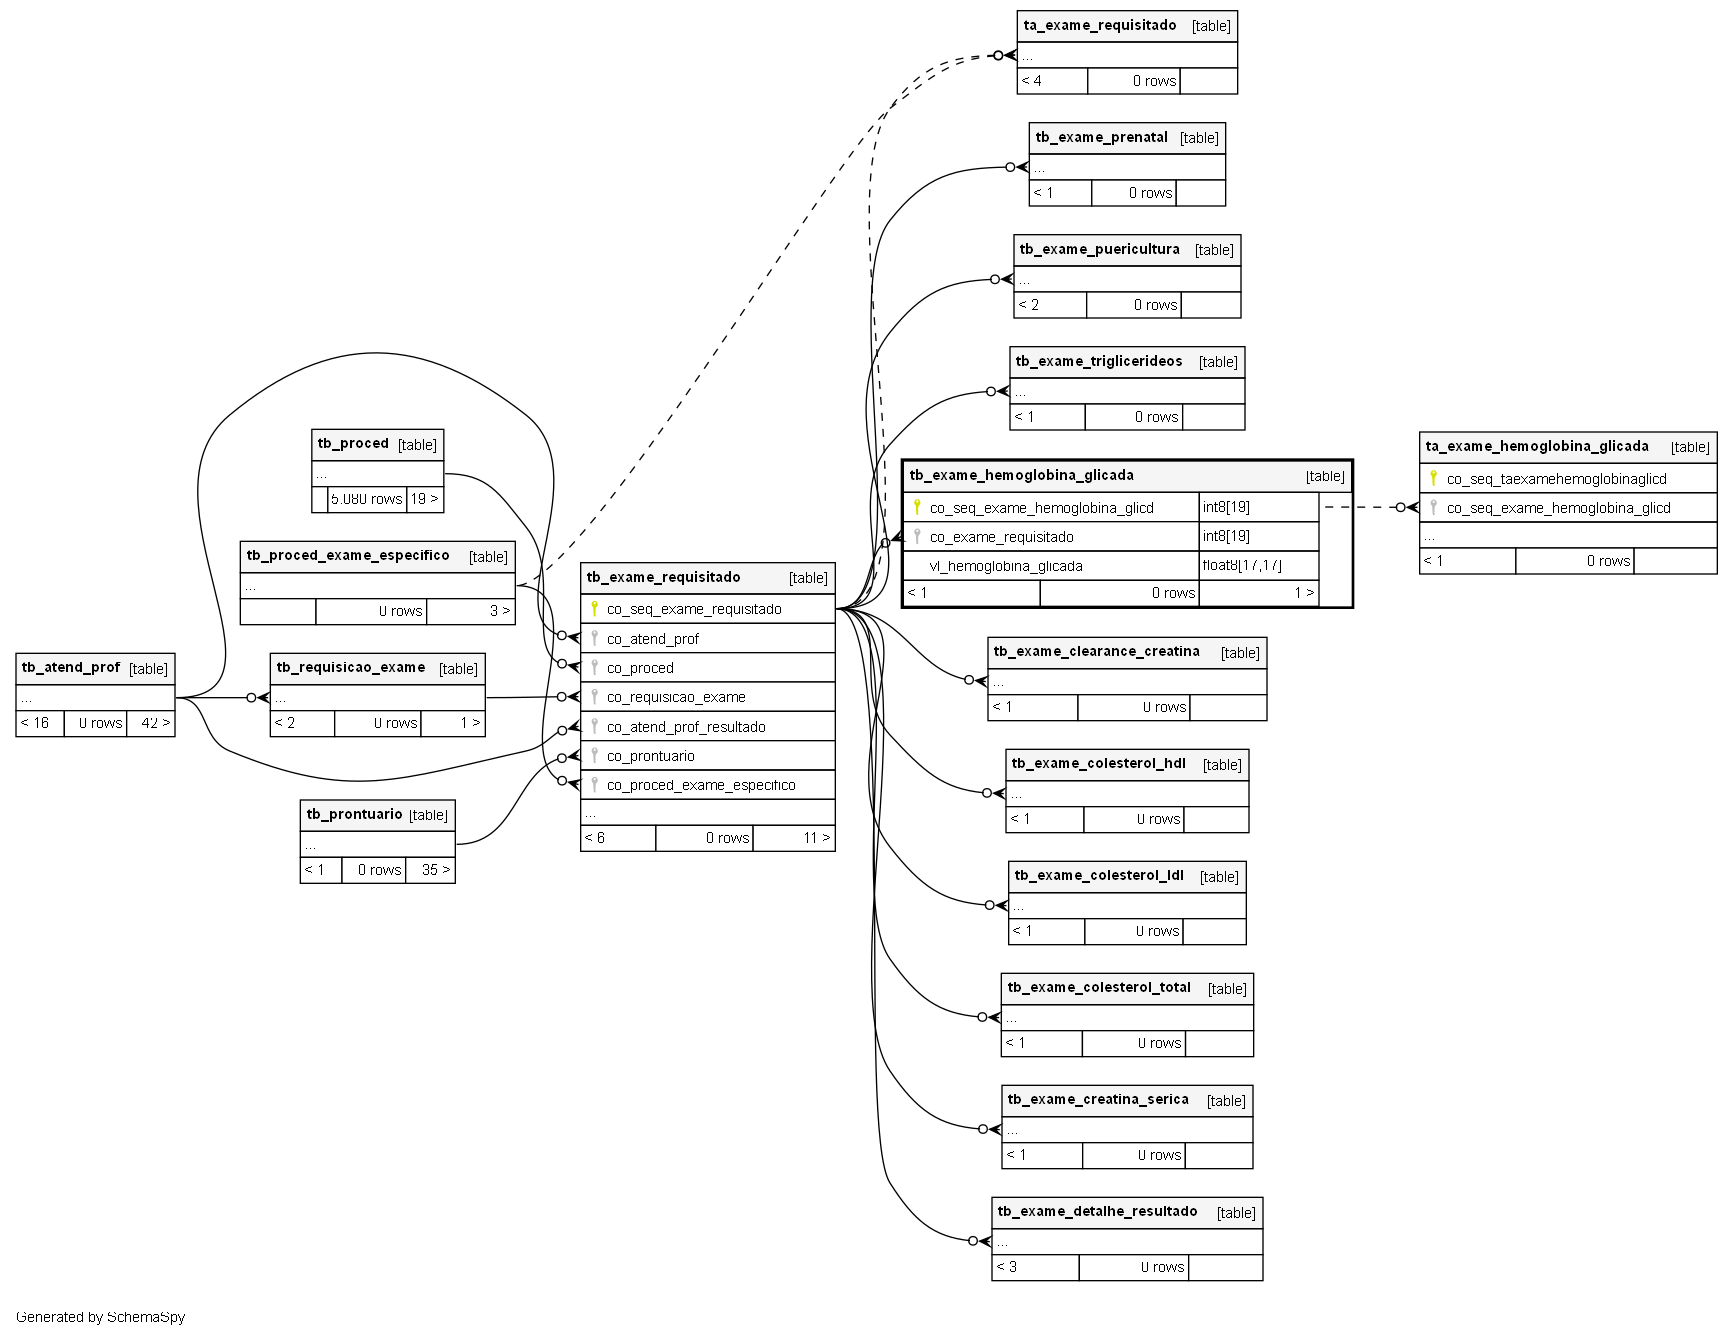 ta_exame_requisitado [table]
...
< 4 0 rows
tb_exame_prenatal [table]
...
< 1 0 rows
tb_exame_puericultura [table]
...
< 2 0 rows
tb_exame_triglicerideos [table]
...
< 1 0 rows
tb_proced [table]
...
5.080 rows 19 >
tb_exame_hemoglobina_glicada [table]
co_seq_exame_hemoglobina_glicd int8[19]
co_exame_requisitado int8[19]
vl_hemoglobina_glicada float8[17,17]
< 1 0 rows 1 >
ta_exame_hemoglobina_glicada [table]
co_seq_taexamehemoglobinaglicd
co_seq_exame_hemoglobina_glicd
...
< 1 0 rows
tb_proced_exame_especifico [table]
...
0 rows 3 >
tb_exame_requisitado [table]
co_seq_exame_requisitado
co_atend_prof
co_proced
co_requisicao_exame
co_atend_prof_resultado
co_prontuario
co_proced_exame_especifico
...
< 6 0 rows 11 >
tb_atend_prof [table]
...
< 16 0 rows 42 >
tb_requisicao_exame [table]
...
< 2 0 rows 1 >
tb_prontuario [table]
...
< 1 0 rows 35 >
tb_exame_clearance_creatina [table]
...
< 1 0 rows
tb_exame_colesterol_hdl [table]
...
< 1 0 rows
tb_exame_colesterol_ldl [table]
...
< 1 0 rows
tb_exame_colesterol_total [table]
...
< 1 0 rows
tb_exame_creatina_serica [table]
...
< 1 0 rows
tb_exame_detalhe_resultado [table]
...
< 3 0 rows
Generated by SchemaSpy